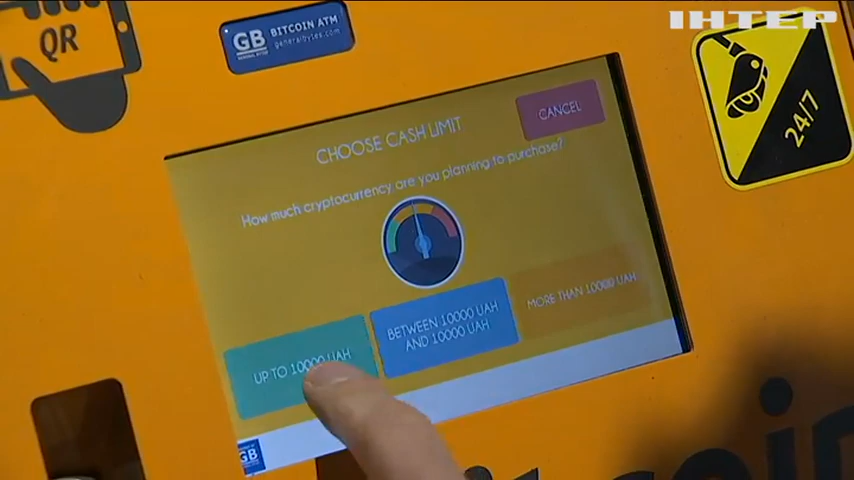 ІНТЕР
QR
GB BITCOIN ATM
generalbytes.com
24/7
CHOOSE CASH LIMIT
CANCEL
How much cryptocurrency are you planning to purchase?
UP TO 10000 UAH
BETWEEN 10000 UAH
AND 10000 UAH
MORE THAN 10000 UAH
GB